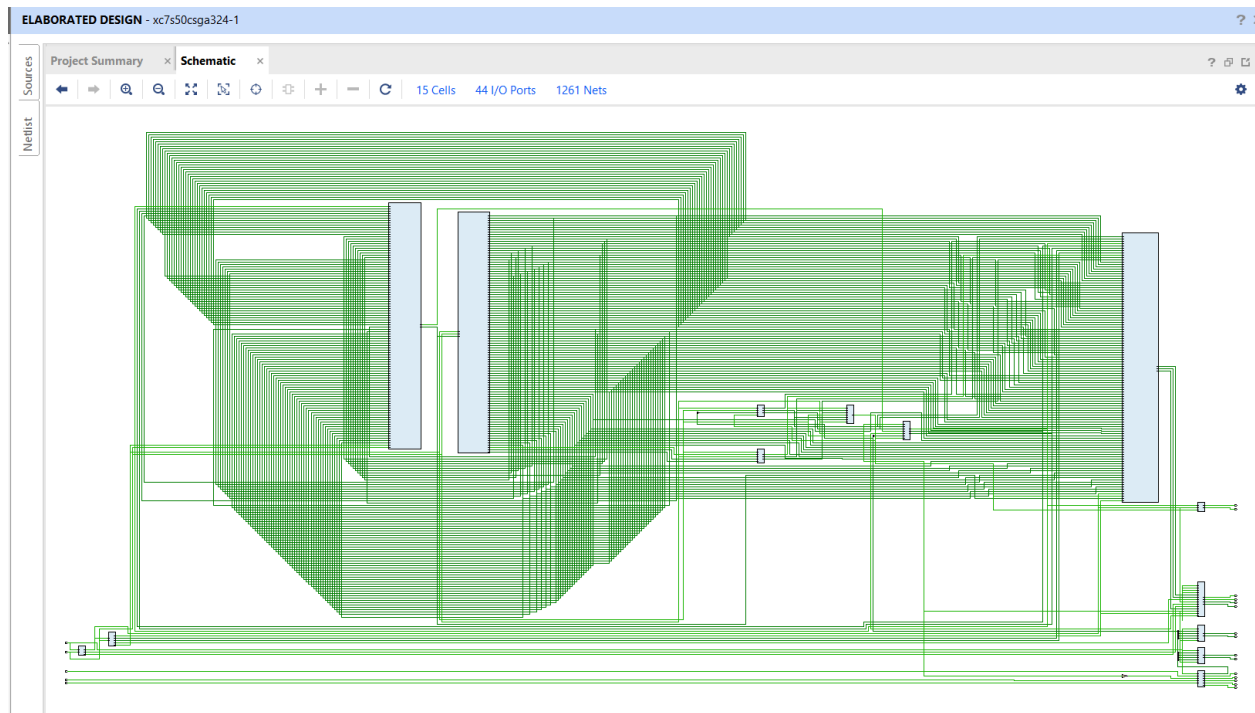 ELABORATED DESIGN - xc7s50csga324-1
?
Sources
Netlist
Project Summary × Schematic ×
?
15 Cells 44 I/O Ports 1261 Nets